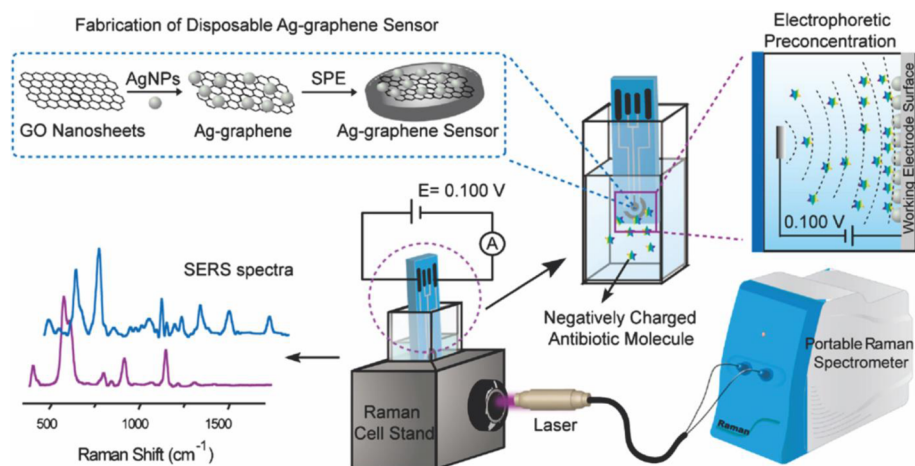 Fabrication of Disposable Ag-graphene Sensor
AgNPs
SPE
GO Nanosheets
Ag-graphene
Ag-graphene Sensor
Electrophoretic
Preconcentration
Working Electrode Surface
0.100 V
E= 0.100 V
A
SERS spectra
Negatively Charged
Antibiotic Molecule
Portable Raman
Spectrometer
Raman
Raman
Cell Stand
Laser
500
1000
1500
Raman Shift (cm⁻¹)